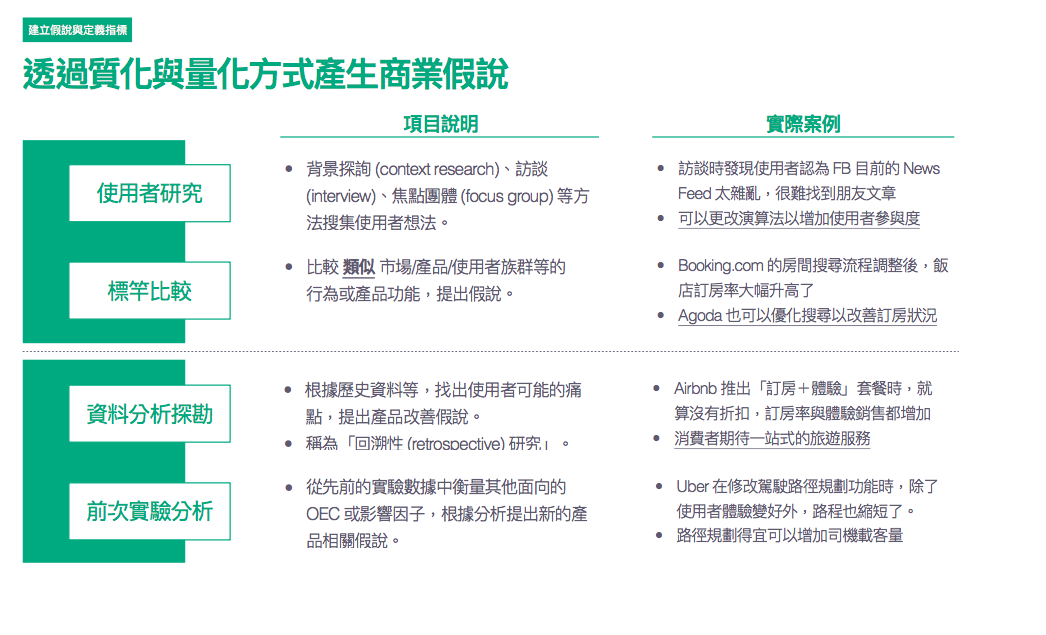 建立假說與定義指標
透過質化與量化方式產生商業假說
項目說明
實際案例
使用者研究
• 背景探詢 (context research)、訪談
(interview)、焦點團體 (focus group) 等方
法搜集使用者想法。
• 訪談時發現使用者認為 FB 目前的 News
Feed 太雜亂，很難找到朋友文章
• 可以更改演算法以增加使用者參與度
標竿比較
• 比較 類似 市場/產品/使用者族群等的
行為或產品功能，提出假說。
• Booking.com 的房間搜尋流程調整後，飯
店訂房率大幅升高了
• Agoda 也可以優化搜尋以改善訂房狀況
資料分析探勘
• 根據歷史資料等，找出使用者可能的痛
點，提出產品改善假說。
• 稱為「回溯性 (retrospective) 研究」。
• Airbnb 推出「訂房＋體驗」套餐時，就
算沒有折扣，訂房率與體驗銷售都增加
• 消費者期待一站式的旅遊服務
前次實驗分析
• 從先前的實驗數據中衡量其他面向的
OEC 或影響因子，根據分析提出新的產
品相關假說。
• Uber 在修改駕駛路徑規劃功能時，除了
使用者體驗變好外，路程也縮短了。
• 路徑規劃得宜可以增加司機載客量